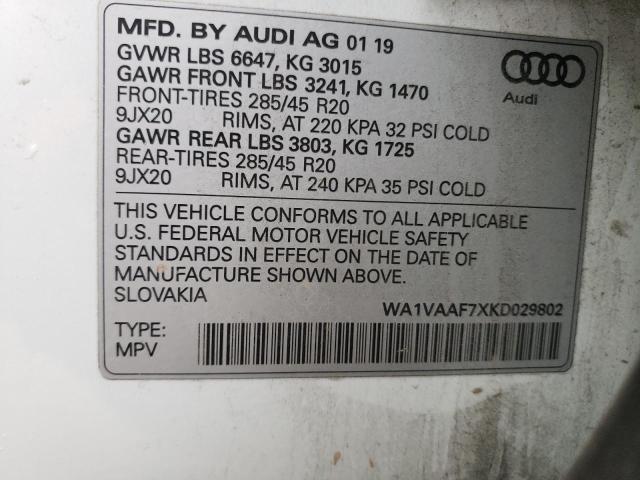 MFD. BY AUDI AG 01 19
GVWR LBS 6647, KG 3015
GAWR FRONT LBS 3241, KG 1470
FRONT-TIRES 285/45 R20
9JX20 RIMS, AT 220 KPA 32 PSI COLD
GAWR REAR LBS 3803, KG 1725
REAR-TIRES 285/45 R20
9JX20 RIMS, AT 240 KPA 35 PSI COLD
Audi
THIS VEHICLE CONFORMS TO ALL APPLICABLE
U.S. FEDERAL MOTOR VEHICLE SAFETY
STANDARDS IN EFFECT ON THE DATE OF
MANUFACTURE SHOWN ABOVE.
SLOVAKIA
WA1VAAF7XKD029802
TYPE:
MPV